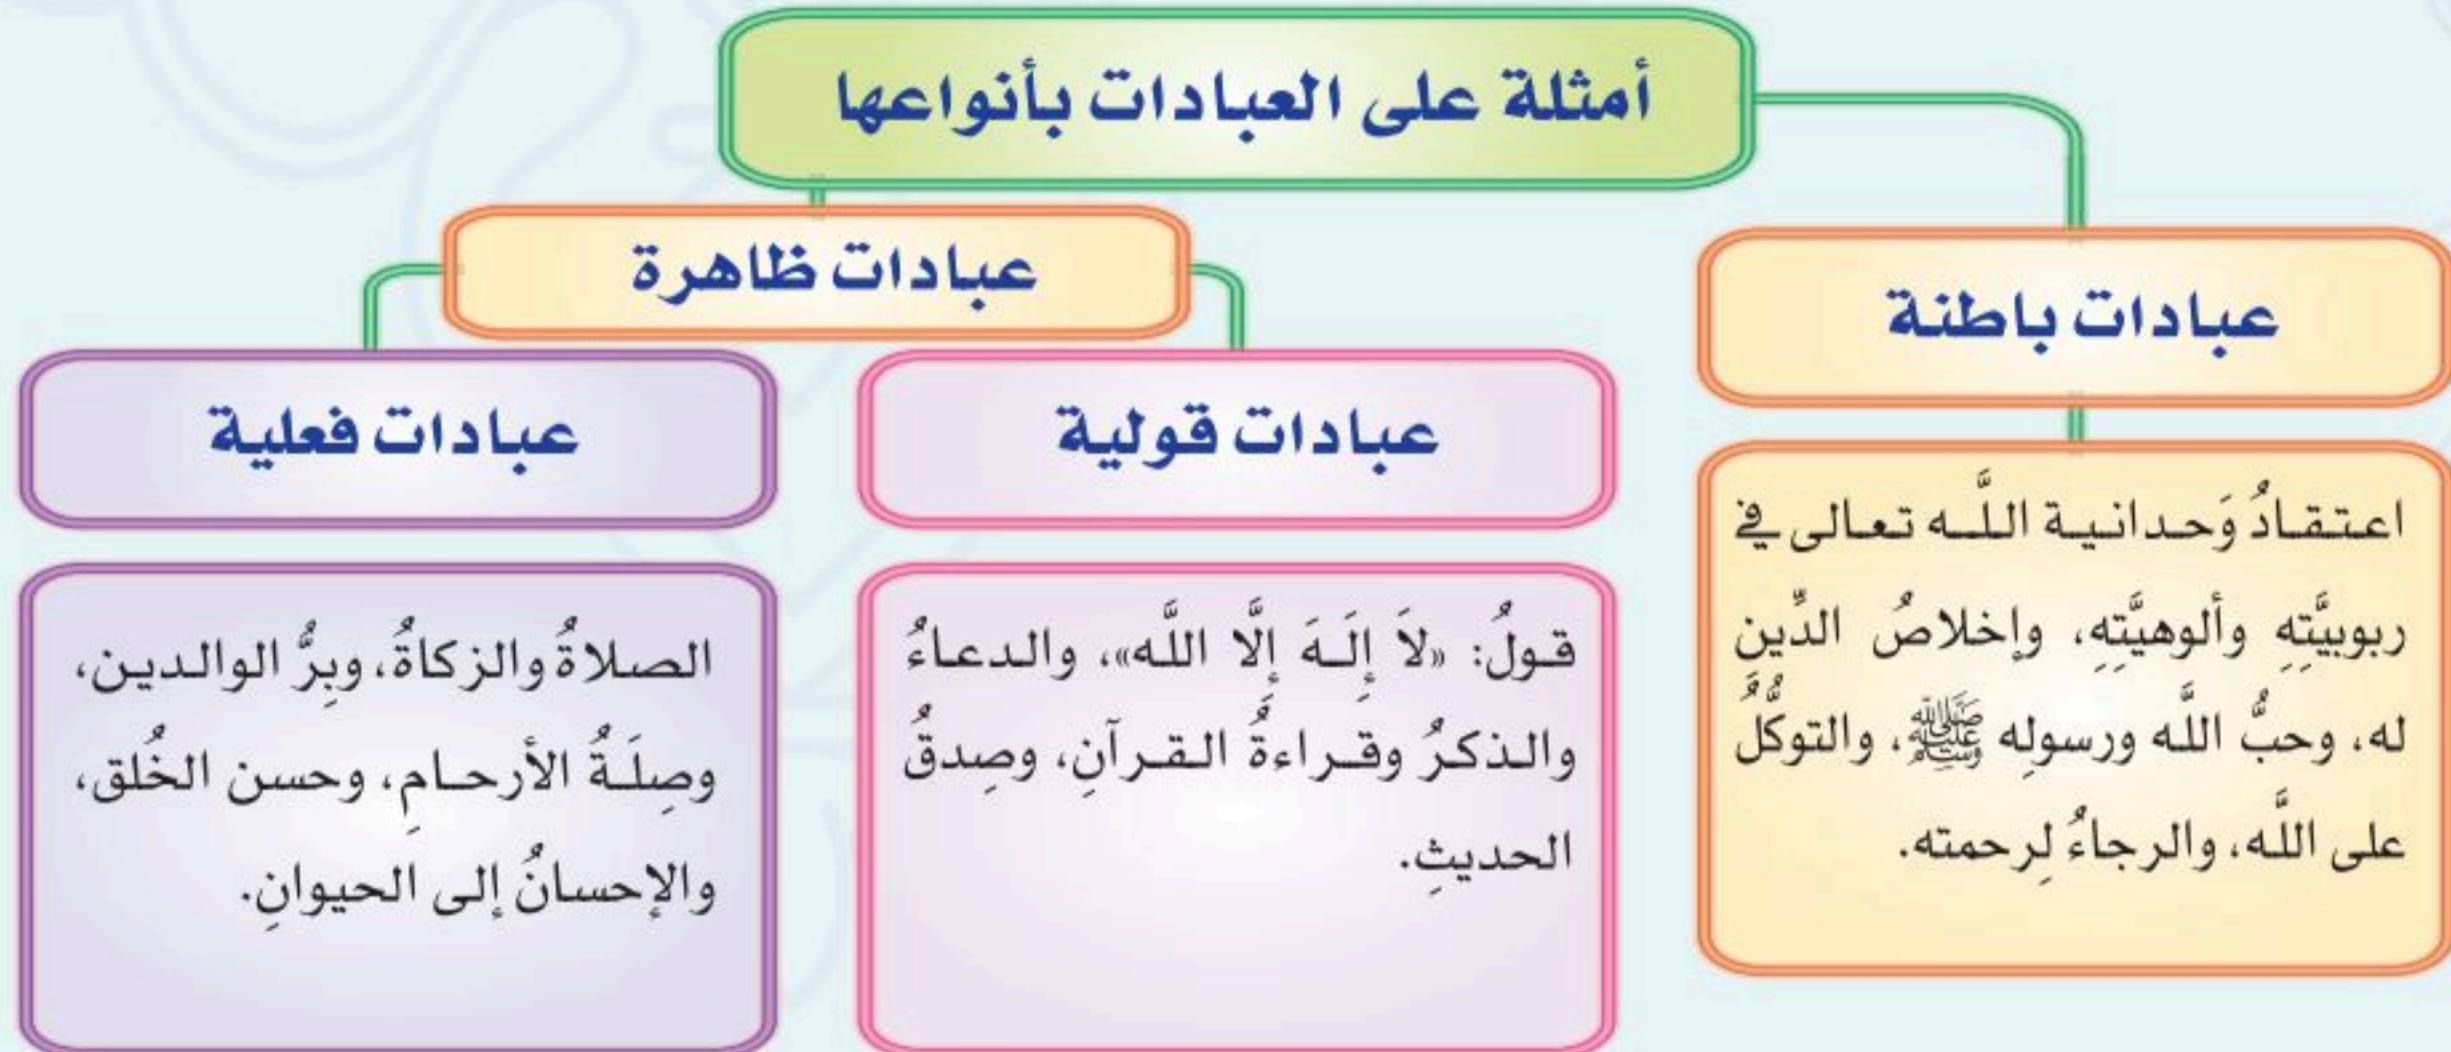 أمثلة على العبادات بأنواعها
عبادات باطنة
اعتقادُ وَحدانية اللَّه تعالى في
ربوبيَّتِهِ وألوهيَّتِهِ، وإخلاصُ الدِّينِ
له، وحبُّ اللَّه ورسولِه ﷺ، والتوكُّلُ
على اللَّه، والرجاءُ لِرحمته.
عبادات ظاهرة
عبادات قولية
قولُ: «لاَ إِلَهَ إِلَّا اللَّه»، والدعاءُ
والذكرُ وقراءةُ القرآنِ، وصِدقُ
الحديثِ.
عبادات فعلية
الصلاةُ والزكاةُ، وبِرُّ الوالدين،
وصِلَةُ الأرحامِ، وحسن الخُلق،
والإحسانُ إلى الحيوانِ.